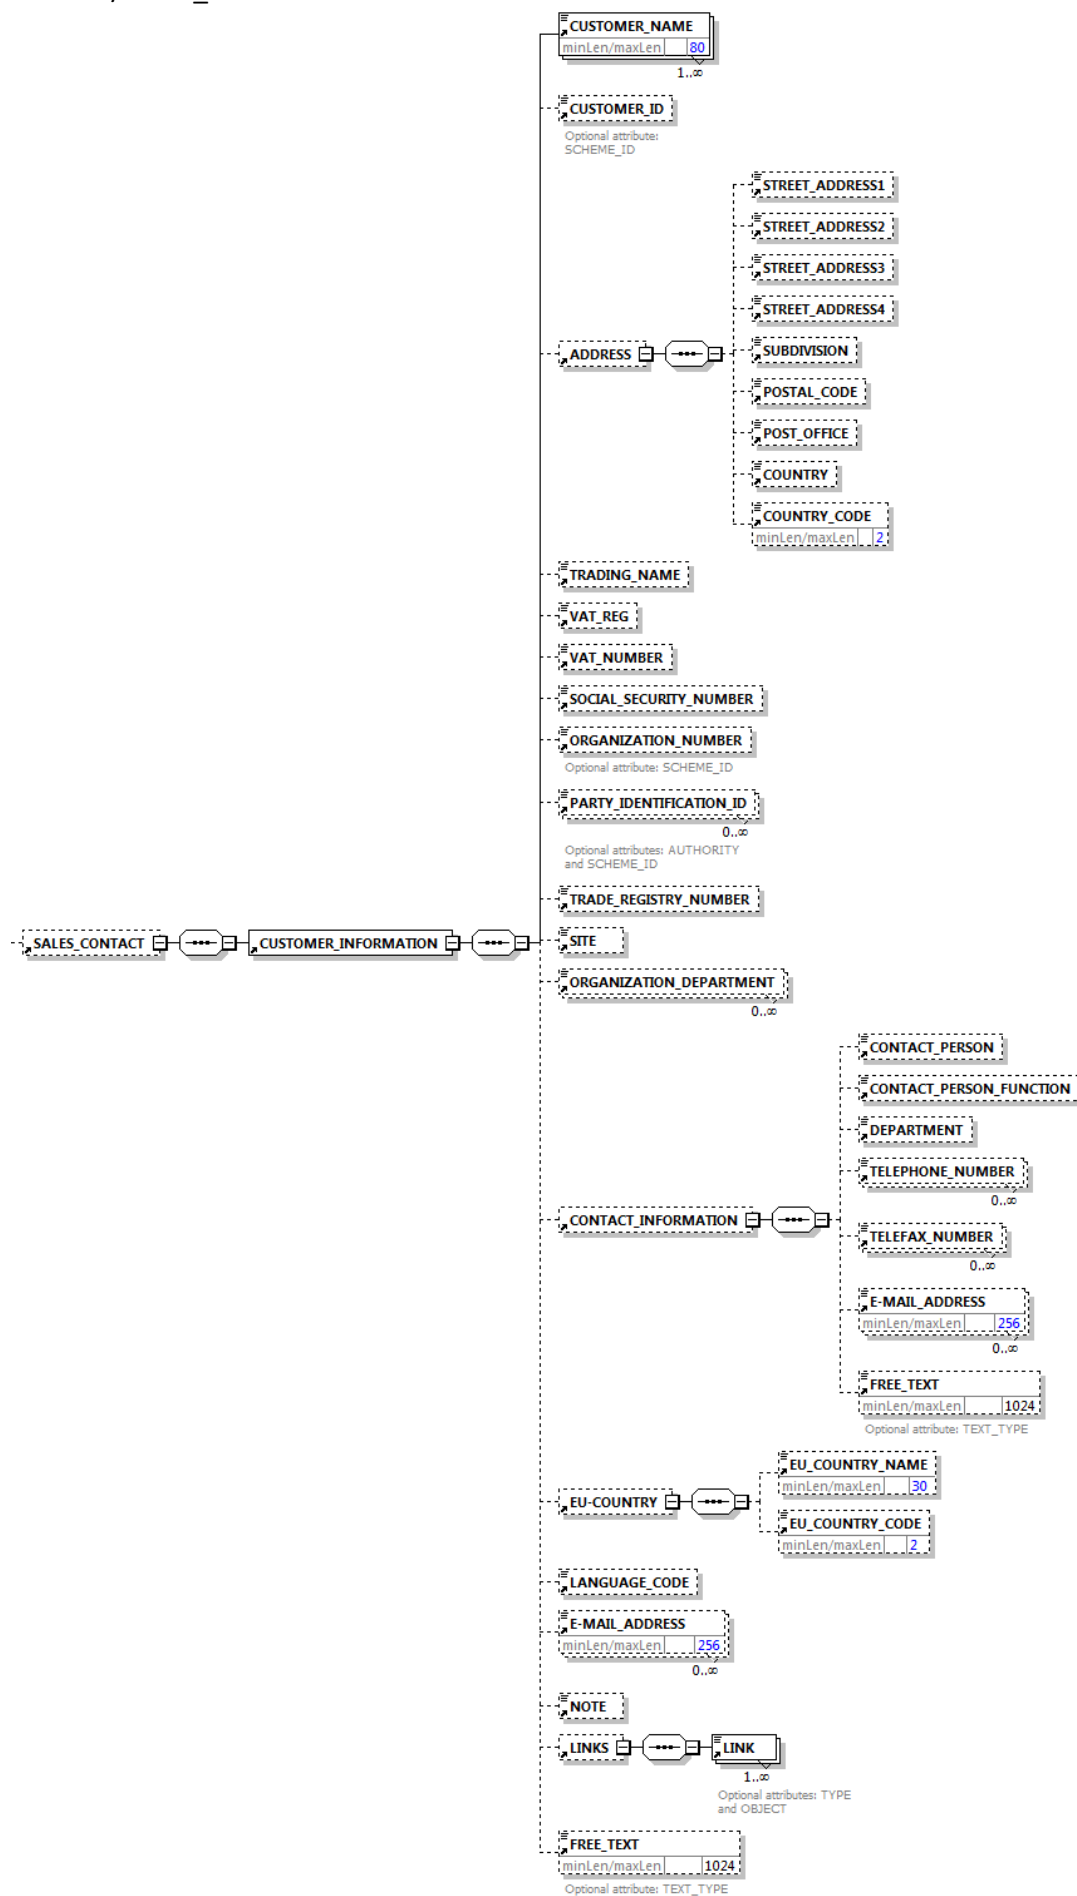 CUSTOMER_NAME
minLen/maxLen 80
1..∞
CUSTOMER_ID
Optional attribute:
SCHEME_ID
STREET_ADDRESS1
STREET_ADDRESS2
STREET_ADDRESS3
STREET_ADDRESS4
ADDRESS
SUBDIVISION
POSTAL_CODE
POST_OFFICE
COUNTRY
COUNTRY_CODE
minLen/maxLen 2
TRADING_NAME
VAT_REG
VAT_NUMBER
SOCIAL_SECURITY_NUMBER
ORGANIZATION_NUMBER
Optional attribute: SCHEME_ID
PARTY_IDENTIFICATION_ID
0..∞
Optional attributes: AUTHORITY
and SCHEME_ID
TRADE_REGISTRY_NUMBER
SALES_CONTACT CUSTOMER_INFORMATION SITE
ORGANIZATION_DEPARTMENT
0..∞
CONTACT_PERSON
CONTACT_PERSON_FUNCTION
DEPARTMENT
TELEPHONE_NUMBER
0..∞
CONTACT_INFORMATION
TELEFAX_NUMBER
0..∞
E-MAIL_ADDRESS
minLen/maxLen 256
0..∞
FREE_TEXT
minLen/maxLen 1024
Optional attribute: TEXT_TYPE
EU_COUNTRY_NAME
minLen/maxLen 30
EU-COUNTRY
EU_COUNTRY_CODE
minLen/maxLen 2
LANGUAGE_CODE
E-MAIL_ADDRESS
minLen/maxLen 256
0..∞
NOTE
LINKS LINK
1..∞
Optional attributes: TYPE
and OBJECT
FREE_TEXT
minLen/maxLen 1024
Optional attribute: TEXT_TYPE